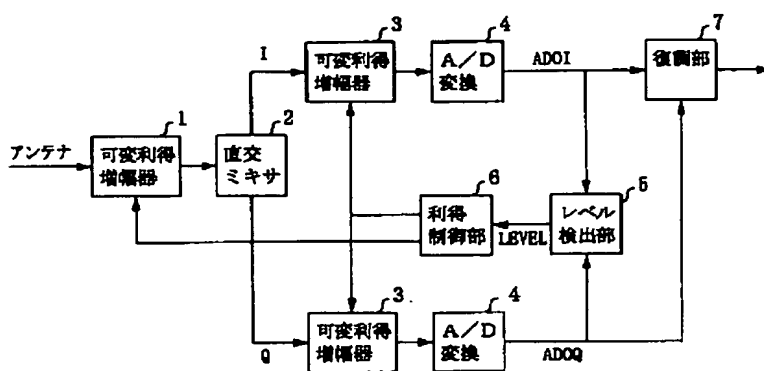 3
4
7
I
可変利得
増幅器
A/D
変換
ADOI
復調部
1
2
アンテナ
可変利得
増幅器
直交
ミキサ
6
5
利得
制御部
LEVEL
レベル
検出部
3
4
Q
可変利得
増幅器
A/D
変換
ADOQ